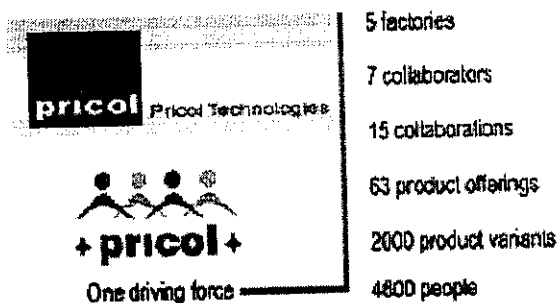 pricol Pricol Technologies
+ pricol +
One driving force
5 factories
7 collaborators
15 collaborations
63 product offerings
2000 product variants
4600 people